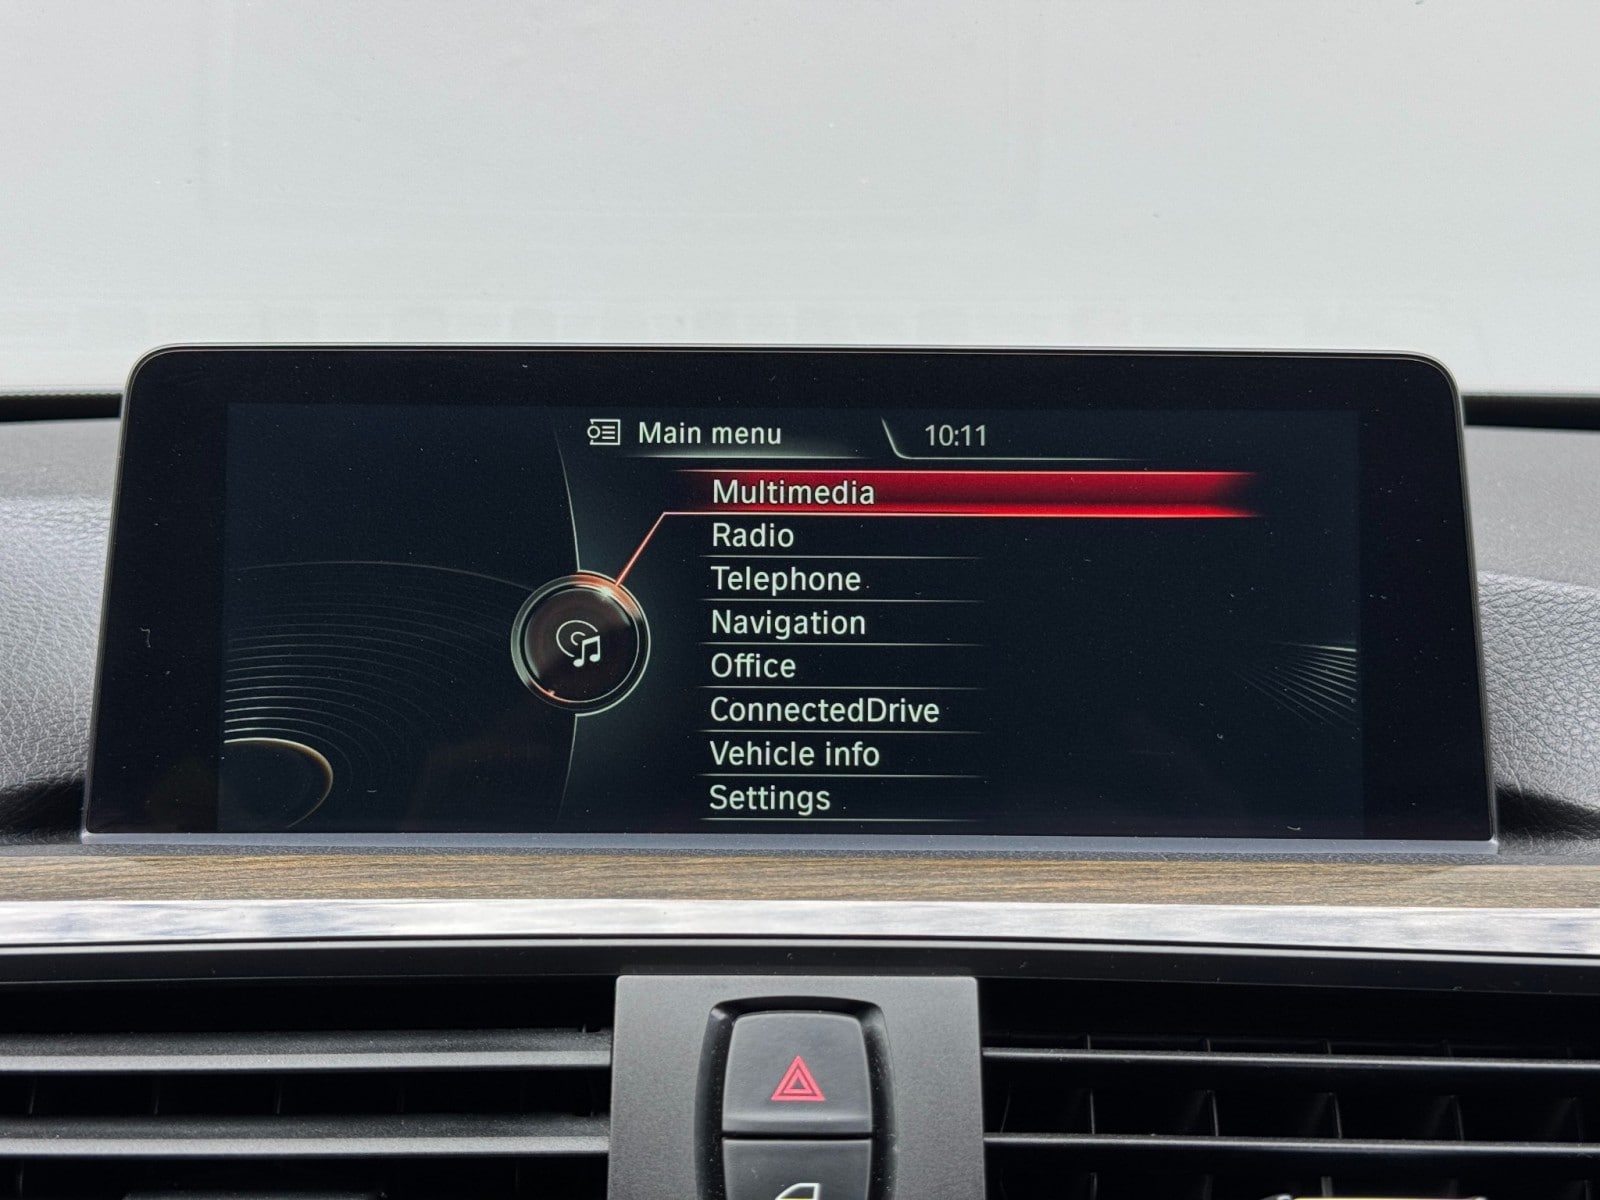 Main menu 10:11
Multimedia
Radio
Telephone
Navigation
Office
ConnectedDrive
Vehicle info
Settings